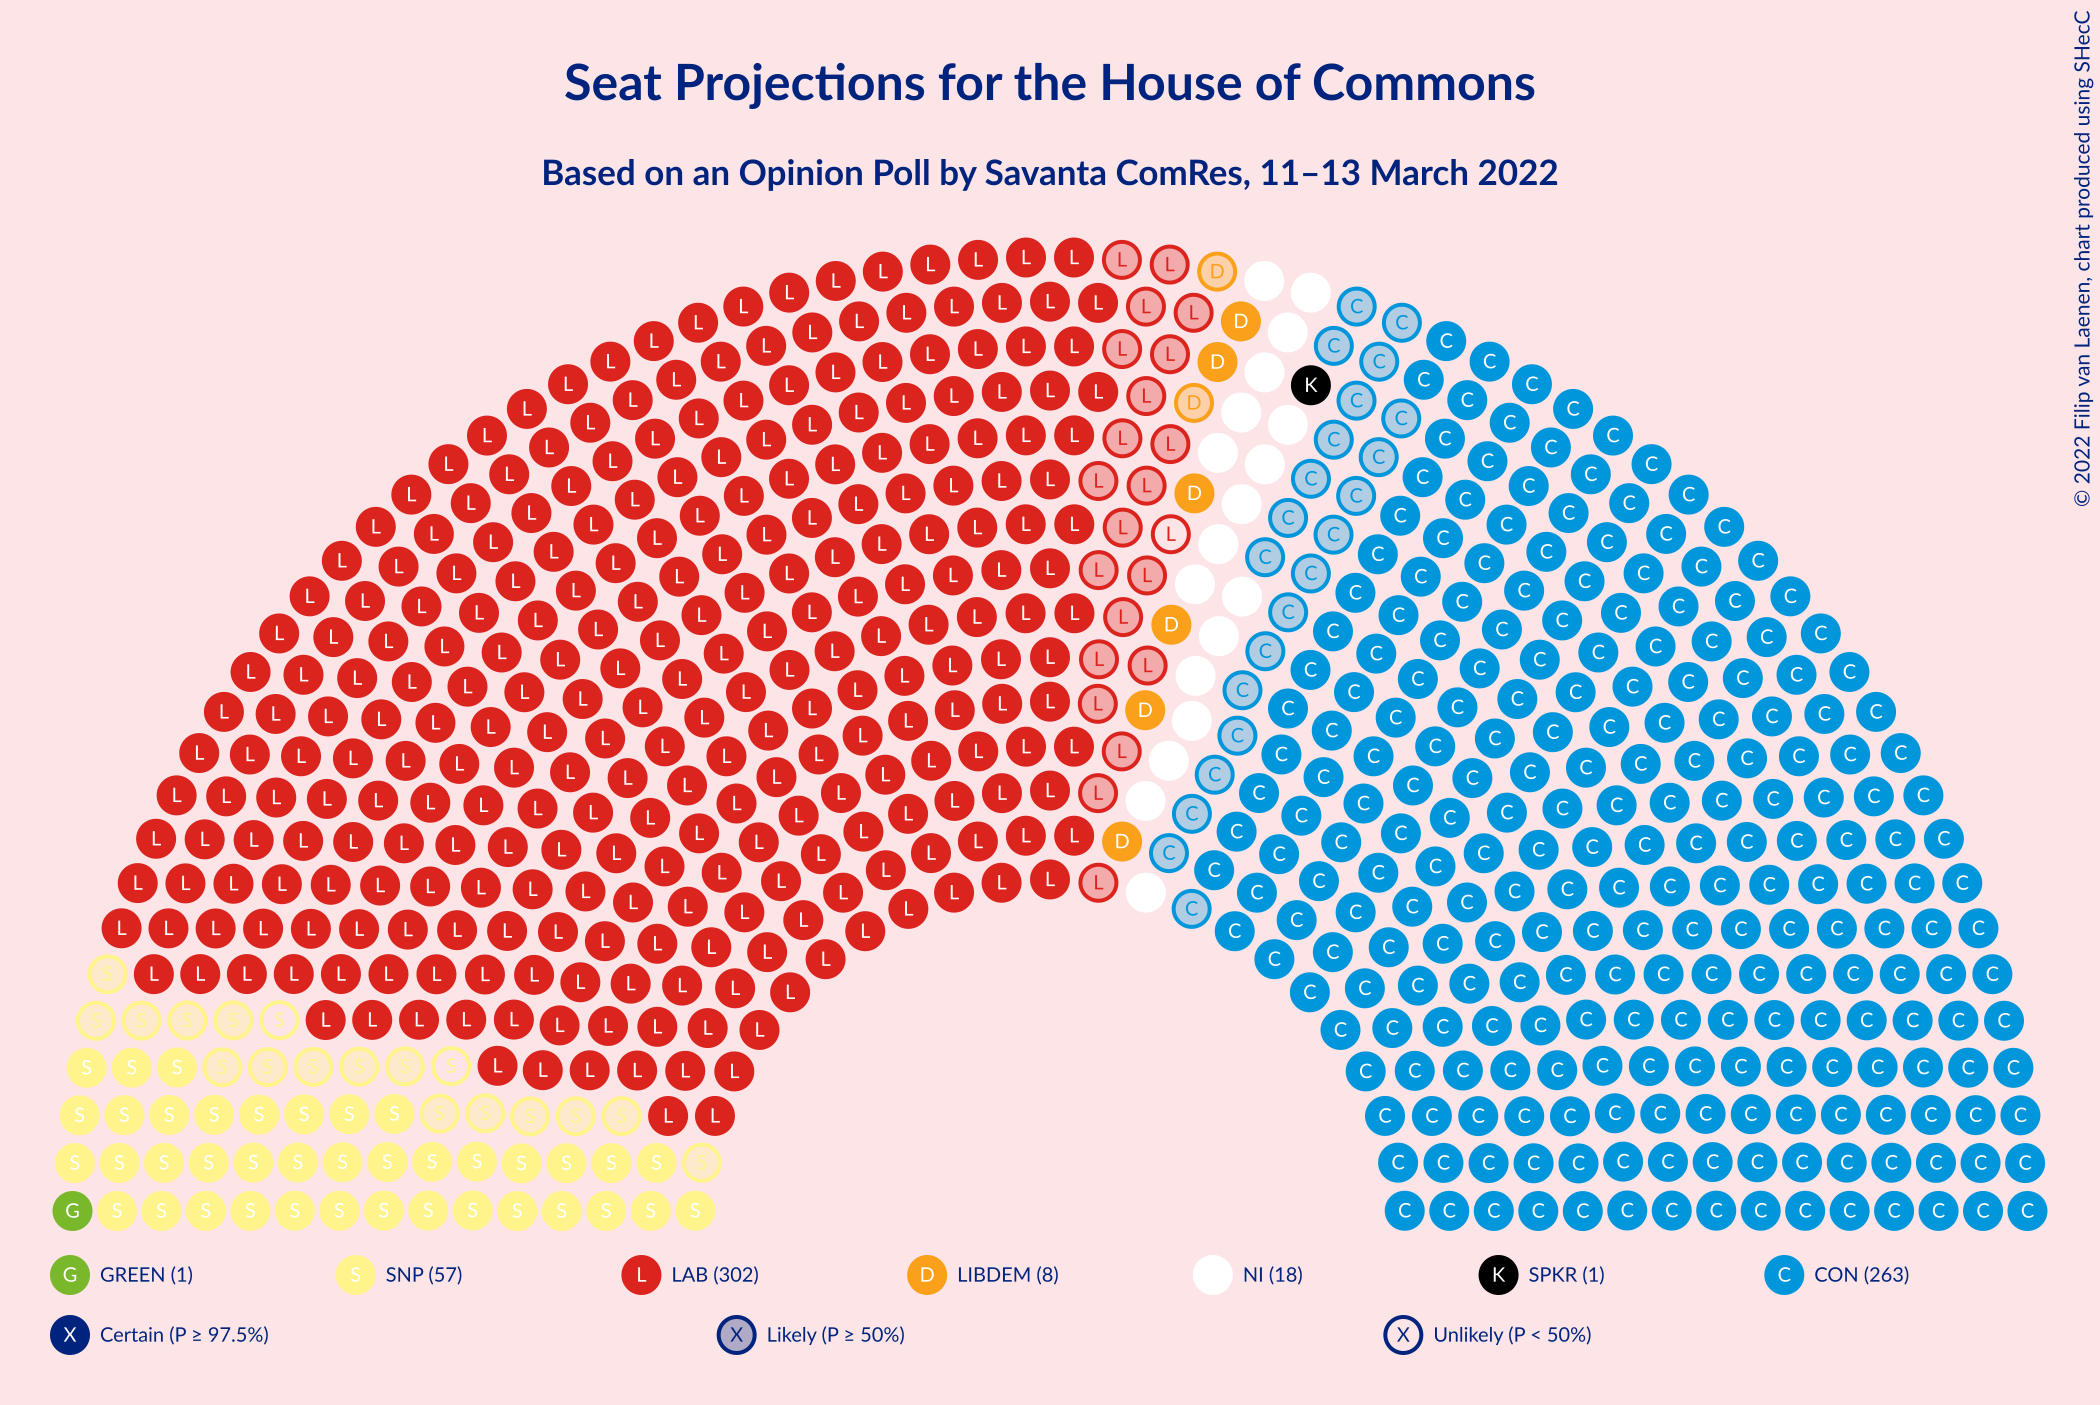 Seat Projections for the House of Commons
Based on an Opinion Poll by Savanta ComRes, 11–13 March 2022
© 2022 Filip van Laenen, chart produced using SHecC
G GREEN (1)
S SNP (57)
L LAB (302)
D LIBDEM (8)
NI (18)
K SPKR (1)
C CON (263)
X Certain (P ≥ 97.5%)
X Likely (P ≥ 50%)
X Unlikely (P < 50%)